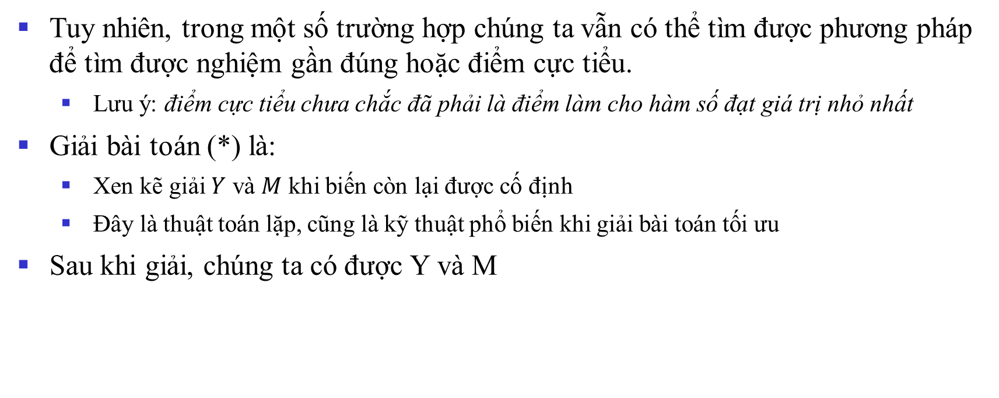 Tuy nhiên, trong một số trường hợp chúng ta vẫn có thể tìm được phương pháp
để tìm được nghiệm gần đúng hoặc điểm cực tiểu.
Lưu ý: điểm cực tiểu chưa chắc đã phải là điểm làm cho hàm số đạt giá trị nhỏ nhất
Giải bài toán (*) là:
Xen kẽ giải Y và M khi biến còn lại được cố định
Đây là thuật toán lặp, cũng là kỹ thuật phổ biến khi giải bài toán tối ưu
Sau khi giải, chúng ta có được Y và M